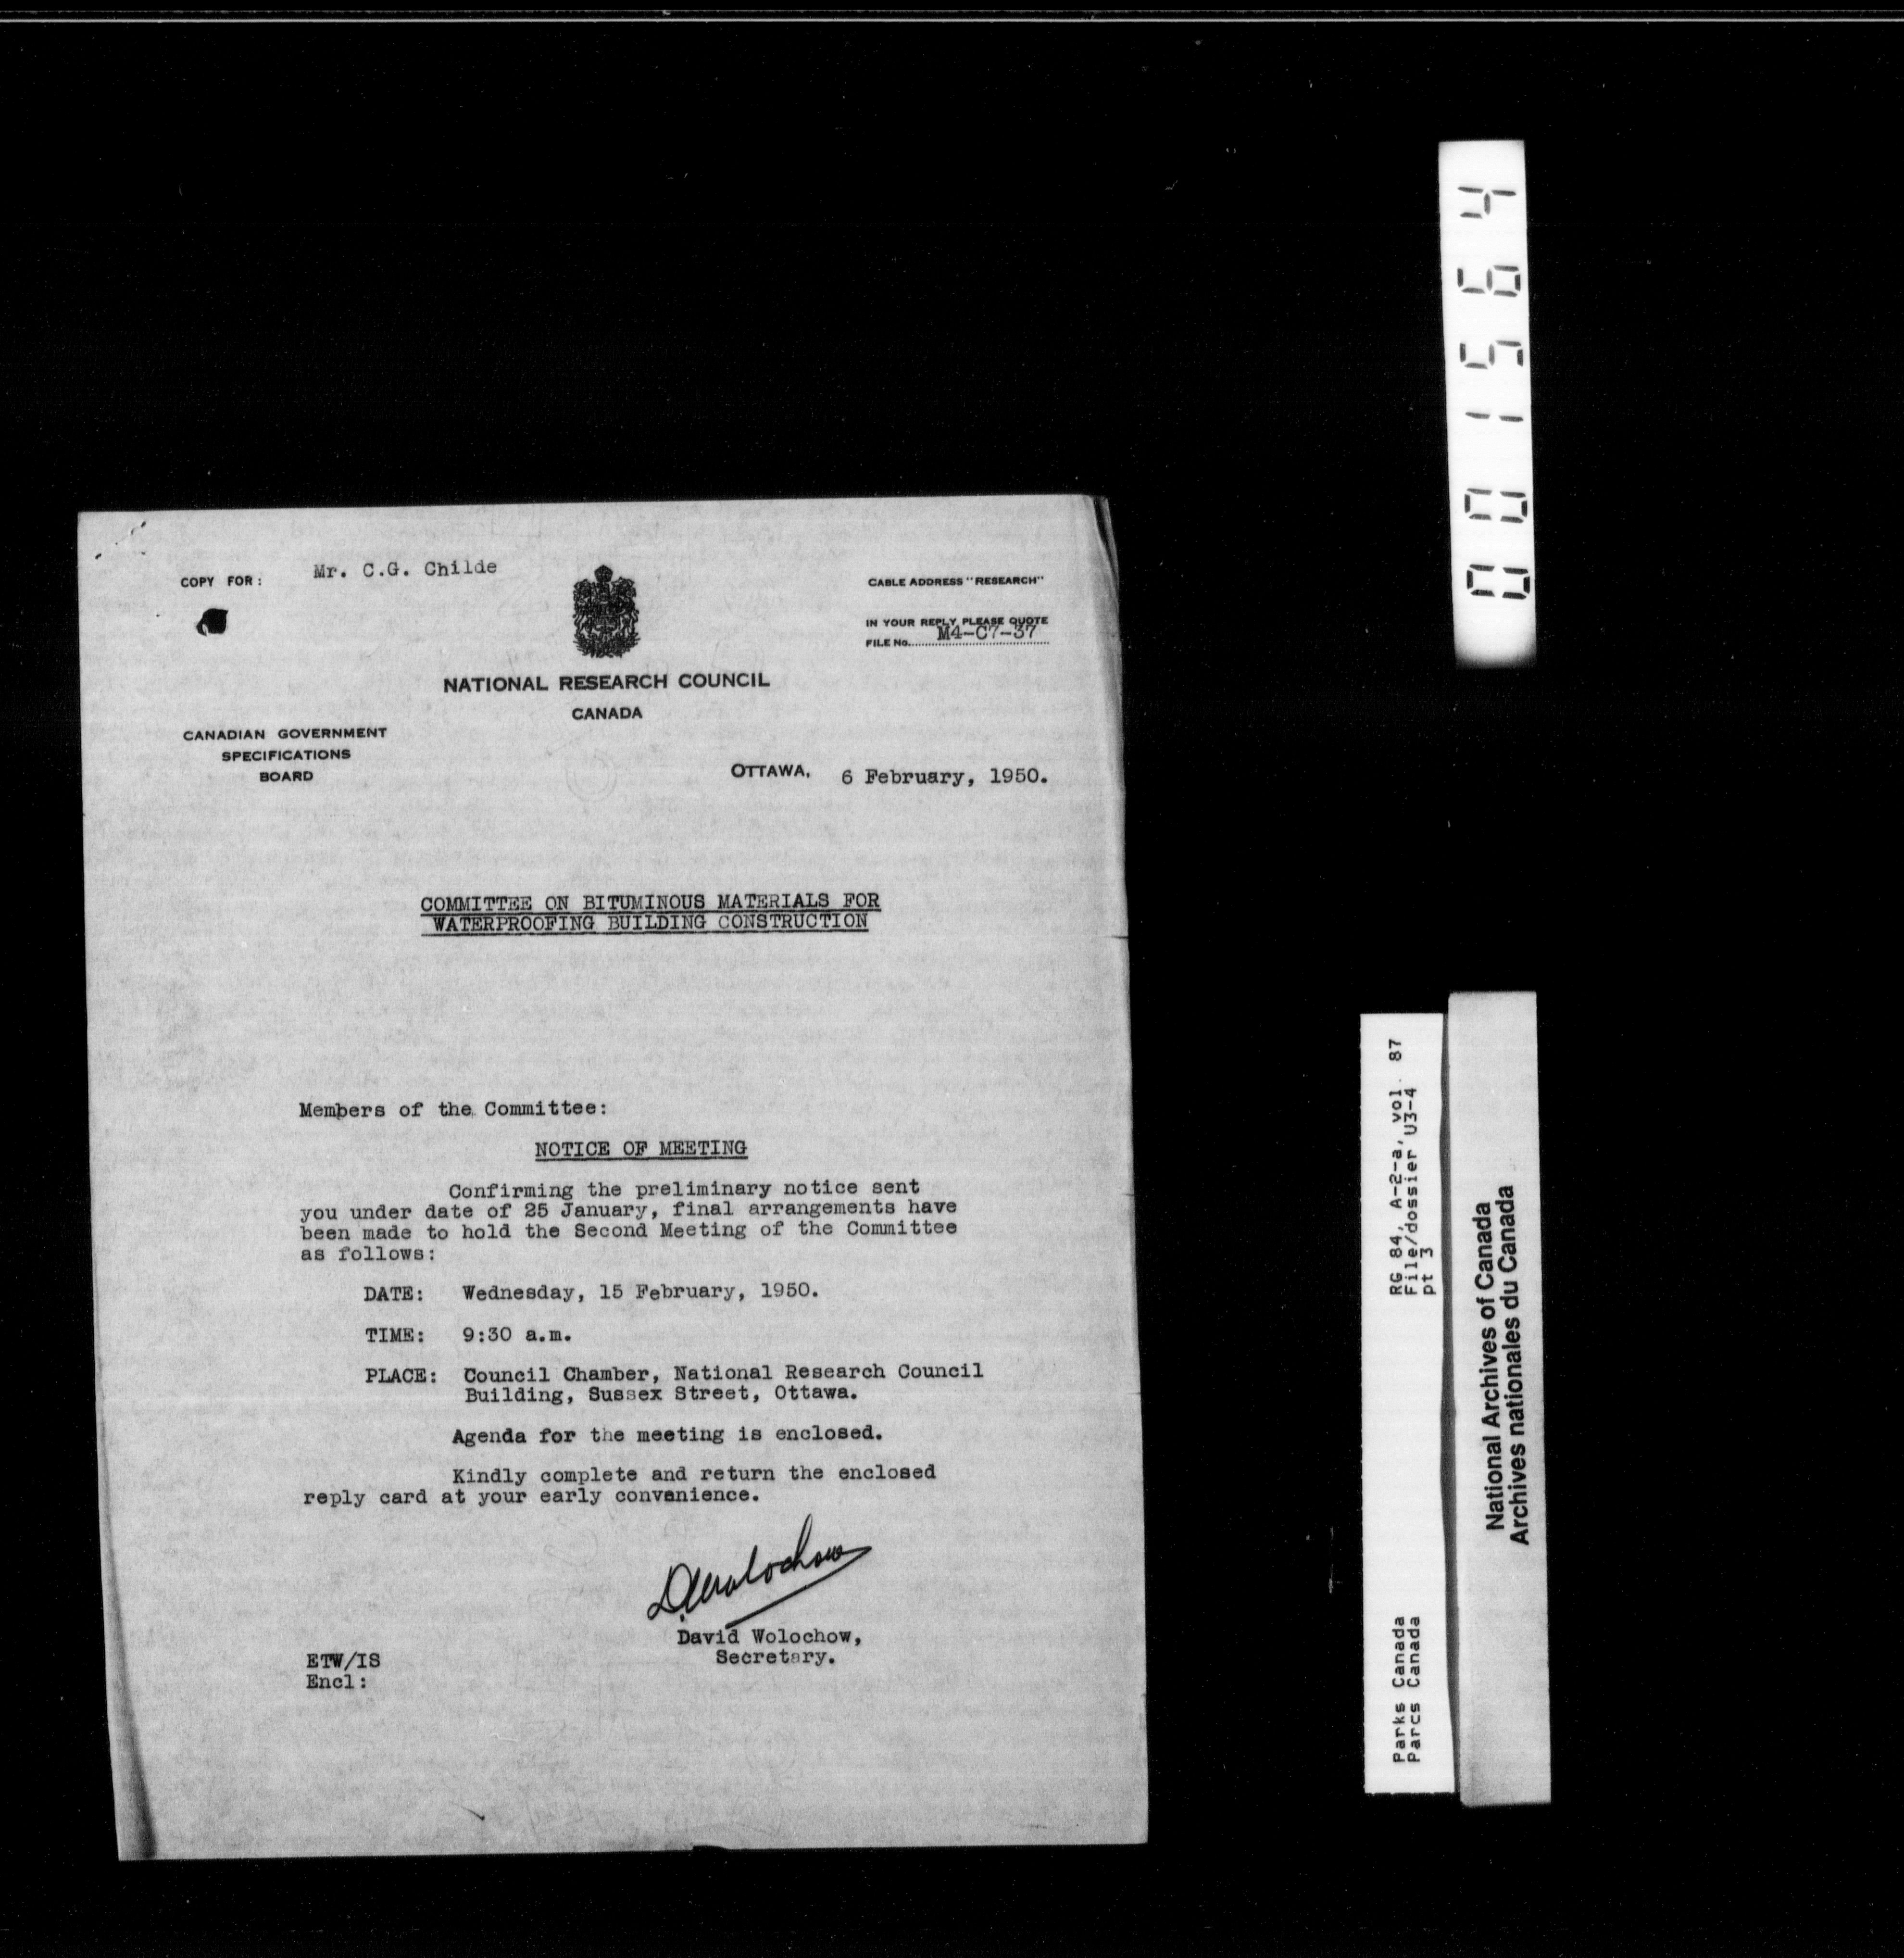 COPY FOR: Mr. C.G. Childe
CABLE ADDRESS "RESEARCH"
IN YOUR REPLY PLEASE QUOTE
FILE No. M4-C7-37
NATIONAL RESEARCH COUNCIL
CANADA
CANADIAN GOVERNMENT
SPECIFICATIONS
BOARD
OTTAWA, 6 February, 1950.
COMMITTEE ON BITUMINOUS MATERIALS FOR
WATERPROOFING BUILDING CONSTRUCTION
Members of the Committee:
NOTICE OF MEETING
Confirming the preliminary notice sent
you under date of 25 January, final arrangements have
been made to hold the Second Meeting of the Committee
as follows:
DATE: Wednesday, 15 February, 1950.
TIME: 9:30 a.m.
PLACE: Council Chamber, National Research Council
Building, Sussex Street, Ottawa.
Agenda for the meeting is enclosed.
Kindly complete and return the enclosed
reply card at your early convenience.
D. Wolochow
David Wolochow,
Secretary.
ETW/IS
Encl:
001564
RG 84, A-2-a, vol. 87
File/dossier U3-4
pt 3
Parks Canada
Parcs Canada
National Archives of Canada
Archives nationales du Canada